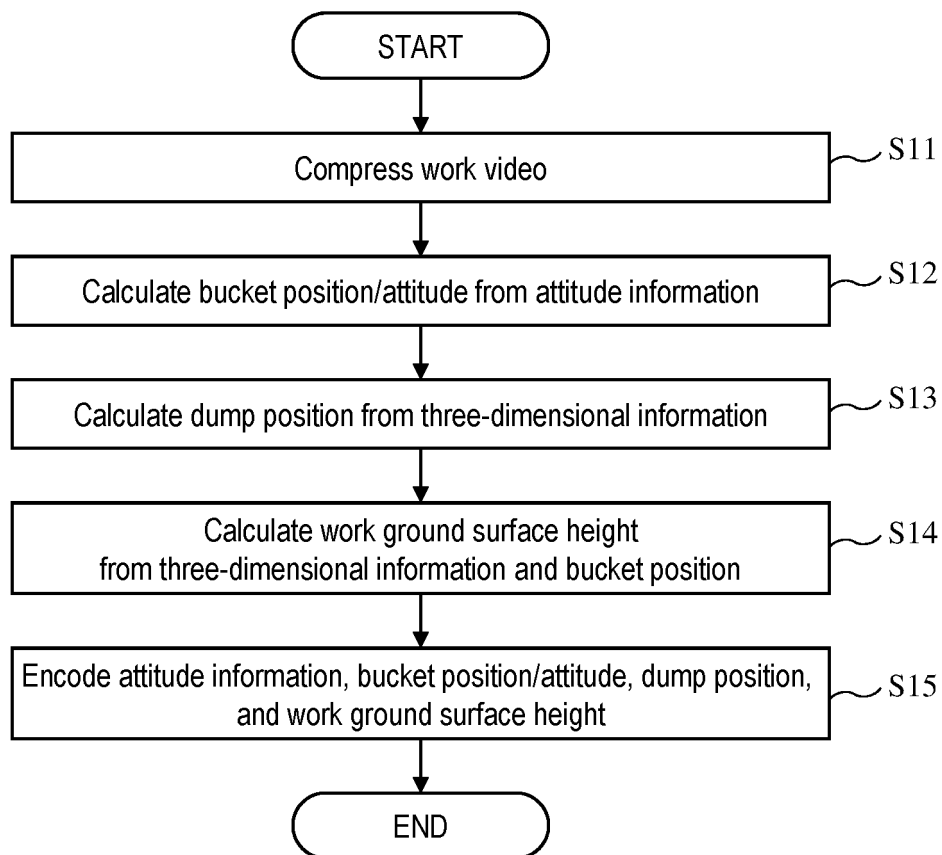 START
Compress work video
S11
Calculate bucket position/attitude from attitude information
S12
Calculate dump position from three-dimensional information
S13
Calculate work ground surface height
from three-dimensional information and bucket position
S14
Encode attitude information, bucket position/attitude, dump position,
and work ground surface height
S15
END